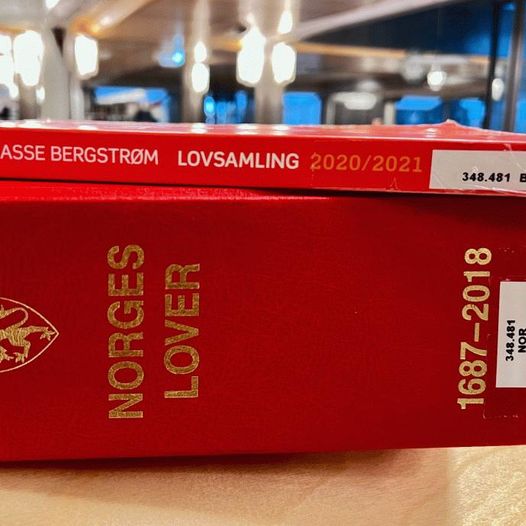 ASSE BERGSTRØM LOVSAMLING 2020/2021
348.481 B
NORGES
LOVER
1687–2018
348.481
NOR